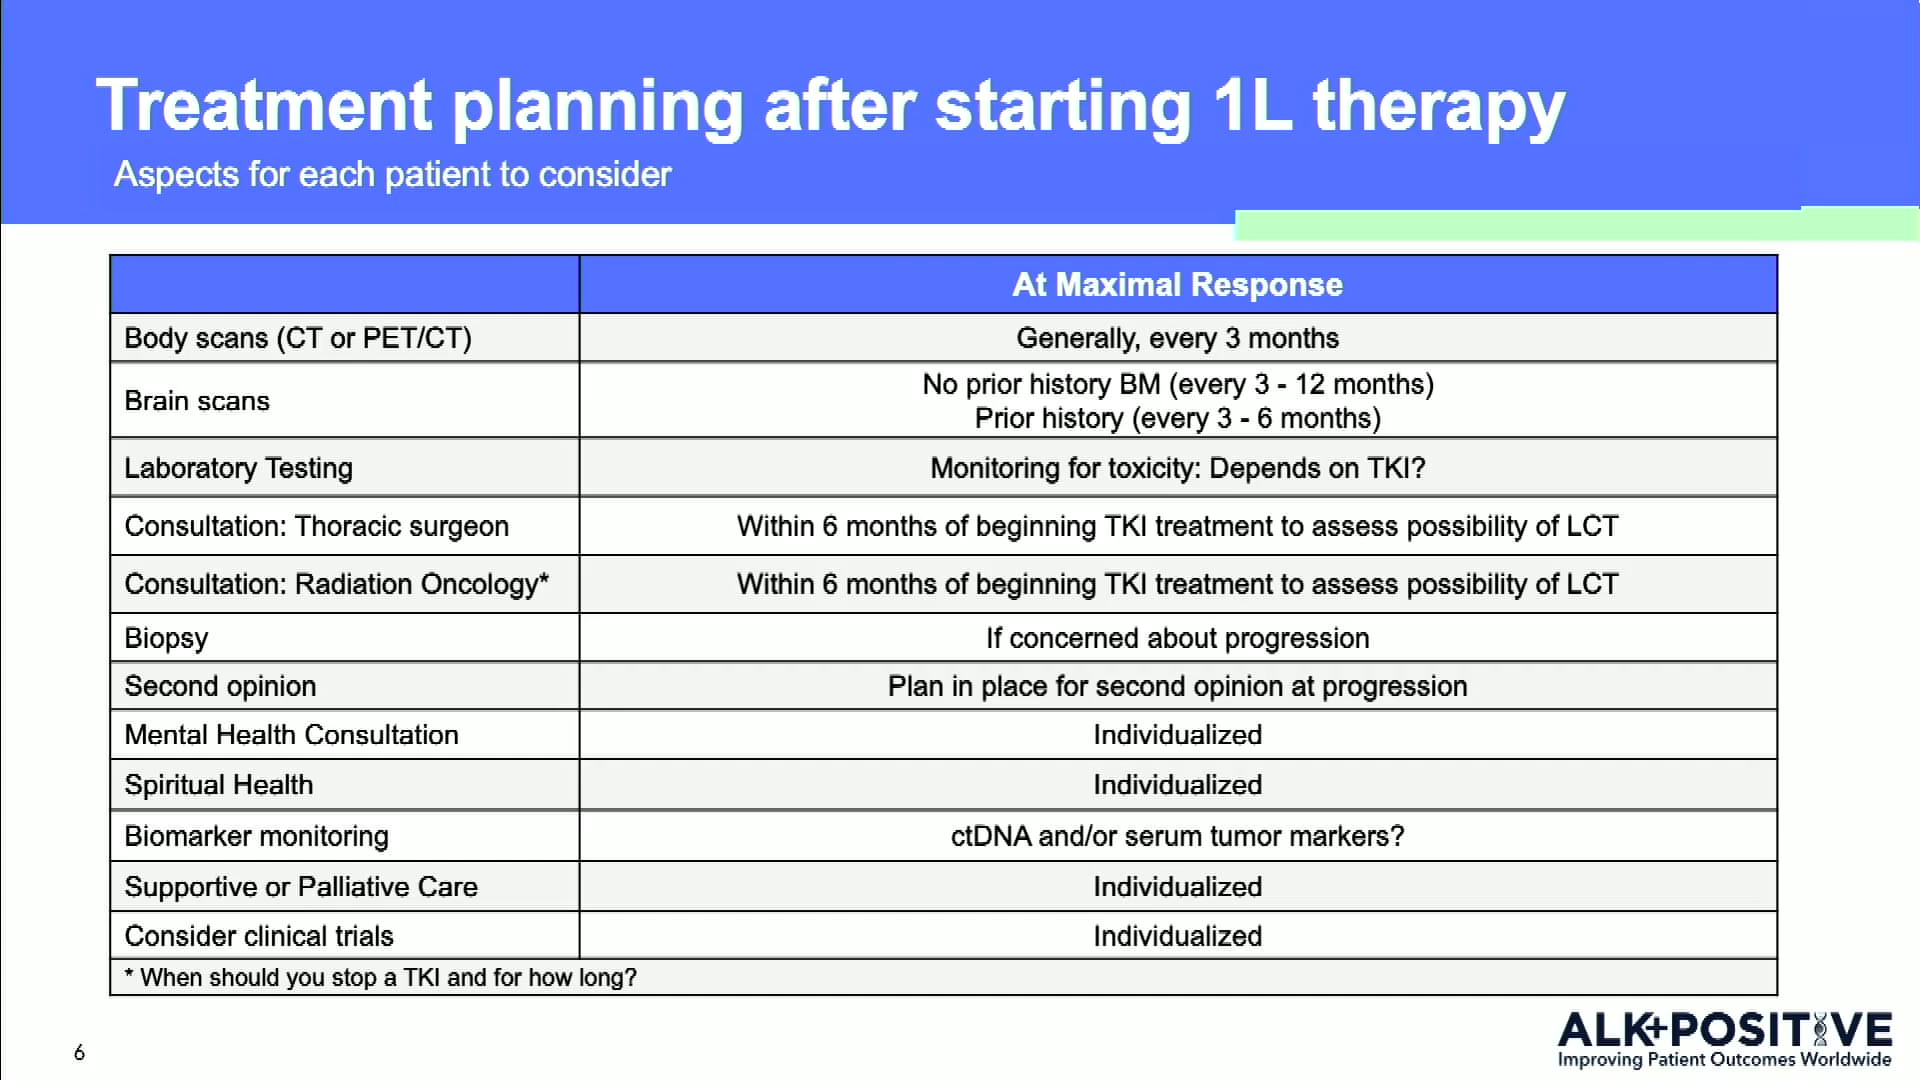 Treatment planning after starting 1L therapy
Aspects for each patient to consider
At Maximal Response
Body scans (CT or PET/CT)
Generally, every 3 months
Brain scans
No prior history BM (every 3 - 12 months)
Prior history (every 3 - 6 months)
Laboratory Testing
Monitoring for toxicity: Depends on TKI?
Consultation: Thoracic surgeon
Within 6 months of beginning TKI treatment to assess possibility of LCT
Consultation: Radiation Oncology*
Within 6 months of beginning TKI treatment to assess possibility of LCT
Biopsy
If concerned about progression
Second opinion
Plan in place for second opinion at progression
Mental Health Consultation
Individualized
Spiritual Health
Individualized
Biomarker monitoring
ctDNA and/or serum tumor markers?
Supportive or Palliative Care
Individualized
Consider clinical trials
Individualized
* When should you stop a TKI and for how long?
6
ALK+POSITIVE
Improving Patient Outcomes Worldwide